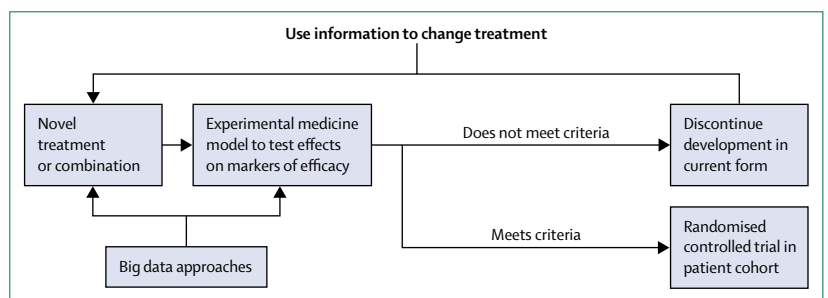 Use information to change treatment
Novel
treatment
or combination
Experimental medicine
model to test effects
on markers of efficacy
Does not meet criteria
Discontinue
development in
current form
Meets criteria
Randomised
controlled trial in
patient cohort
Big data approaches